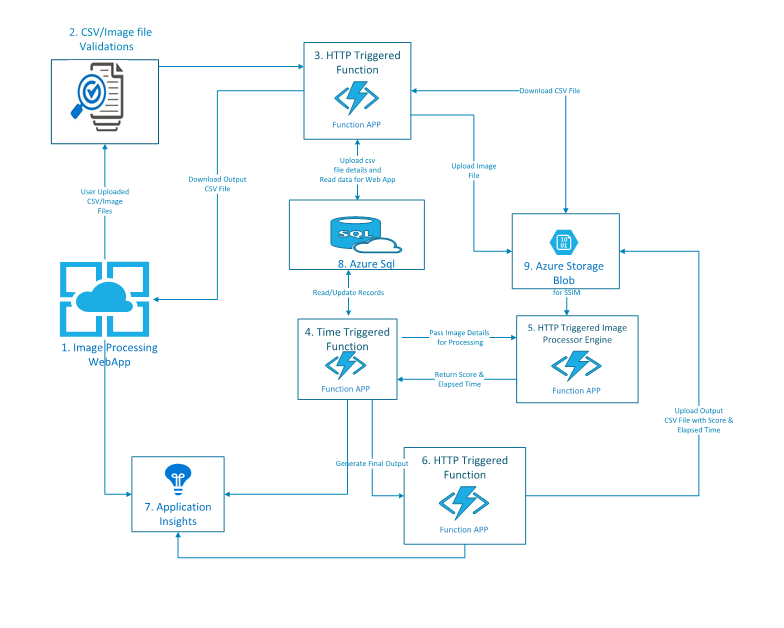 2. CSV/Image file
Validations
3. HTTP Triggered
Function
Function APP
Download CSV File
Upload csv
file details and
Read data for Web App
Upload Image
File
Download Output
CSV File
User Uploaded
CSV/Image
Files
SQL
8. Azure Sql
10
01
9. Azure Storage
Blob
for SSIM
Read/Update Records
1. Image Processing
WebApp
4. Time Triggered
Function
Function APP
Pass Image Details
for Processing
Return Score &
Elapsed Time
5. HTTP Triggered Image
Processor Engine
Function APP
Upload Output
CSV File with Score &
Elapsed Time
Generate Final Output
6. HTTP Triggered
Function
Function APP
7. Application
Insights